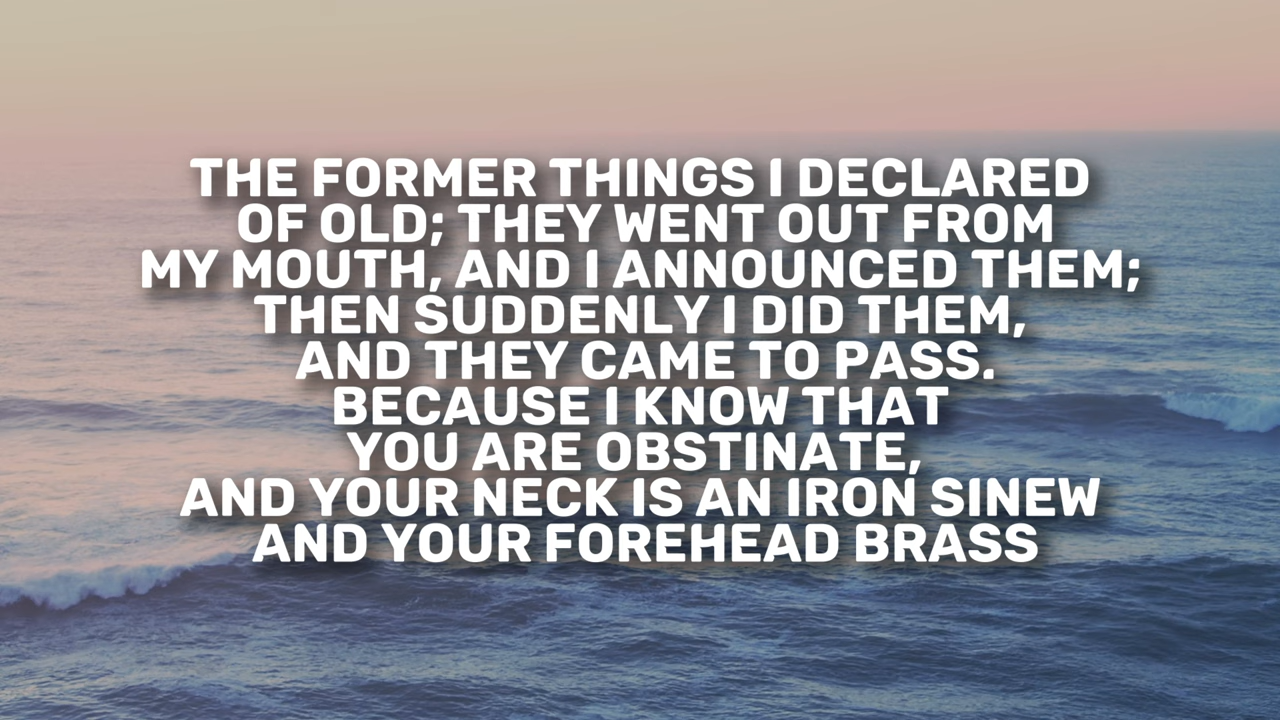 THE FORMER THINGS I DECLARED
OF OLD; THEY WENT OUT FROM
MY MOUTH, AND I ANNOUNCED THEM;
THEN SUDDENLY I DID THEM,
AND THEY CAME TO PASS.
BECAUSE I KNOW THAT
YOU ARE OBSTINATE,
AND YOUR NECK IS AN IRON SINEW
AND YOUR FOREHEAD BRASS